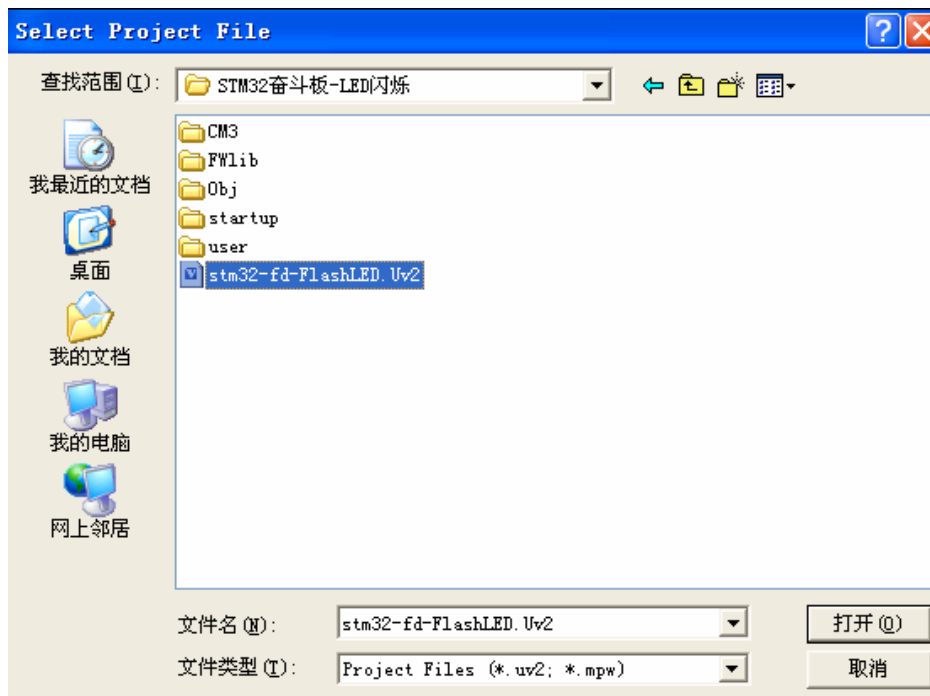 Select Project File
查找范围(I):
STM32奋斗板-LED闪烁
CM3
FWlib
Obj
startup
user
stm32-fd-FlashLED.Uv2
我最近的文档
桌面
我的文档
我的电脑
网上邻居
文件名(N):
stm32-fd-FlashLED.Uv2
打开(O)
文件类型(T):
Project Files (*.uv2; *.mpw)
取消